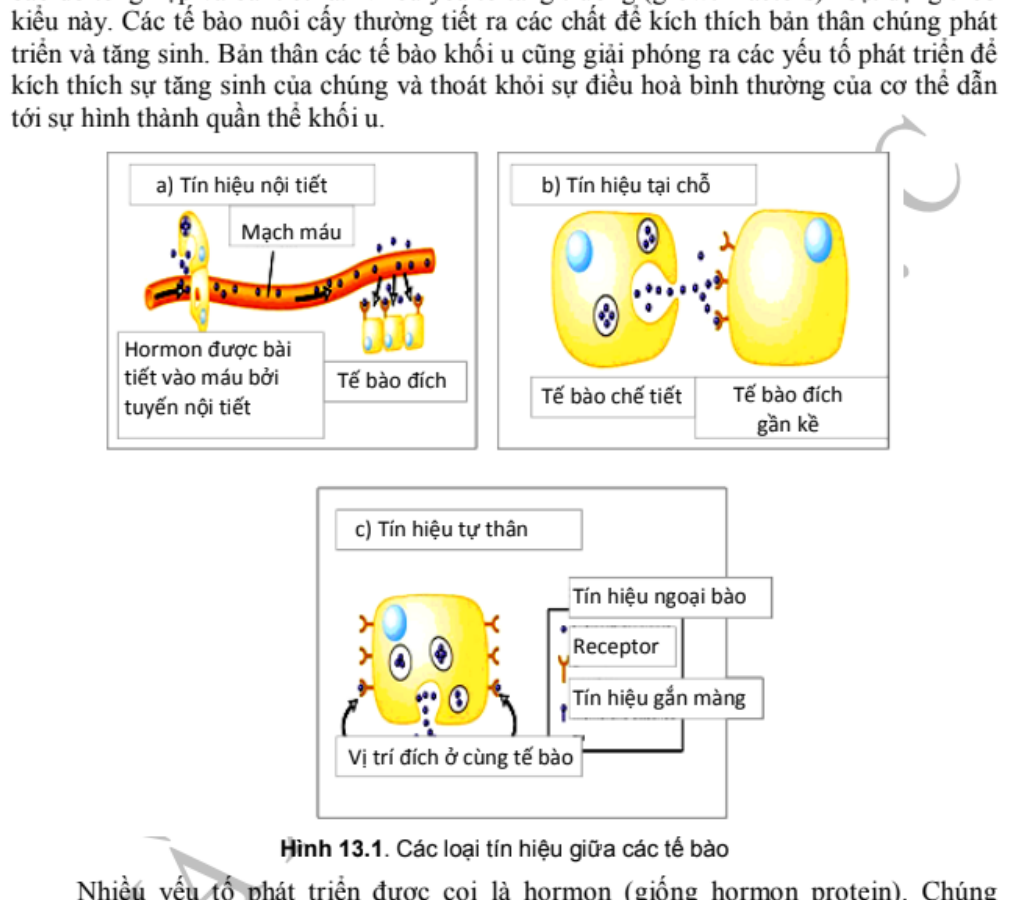 kiểu này. Các tế bào nuôi cấy thường tiết ra các chất để kích thích bản thân chúng phát
triển và tăng sinh. Bản thân các tế bào khối u cũng giải phóng ra các yếu tố phát triển để
kích thích sự tăng sinh của chúng và thoát khỏi sự điều hoà bình thường của cơ thể dẫn
tới sự hình thành quần thể khối u.
a) Tín hiệu nội tiết
Mạch máu
Hormon được bài
tiết vào máu bởi
tuyến nội tiết
Tế bào đích
b) Tín hiệu tại chỗ
Tế bào chế tiết
Tế bào đích
gần kề
c) Tín hiệu tự thân
Tín hiệu ngoại bào
Receptor
Tín hiệu gắn màng
Vị trí đích ở cùng tế bào
Hình 13.1. Các loại tín hiệu giữa các tế bào
Nhiều yếu tố phát triển được coi là hormon (giống hormon protein). Chúng